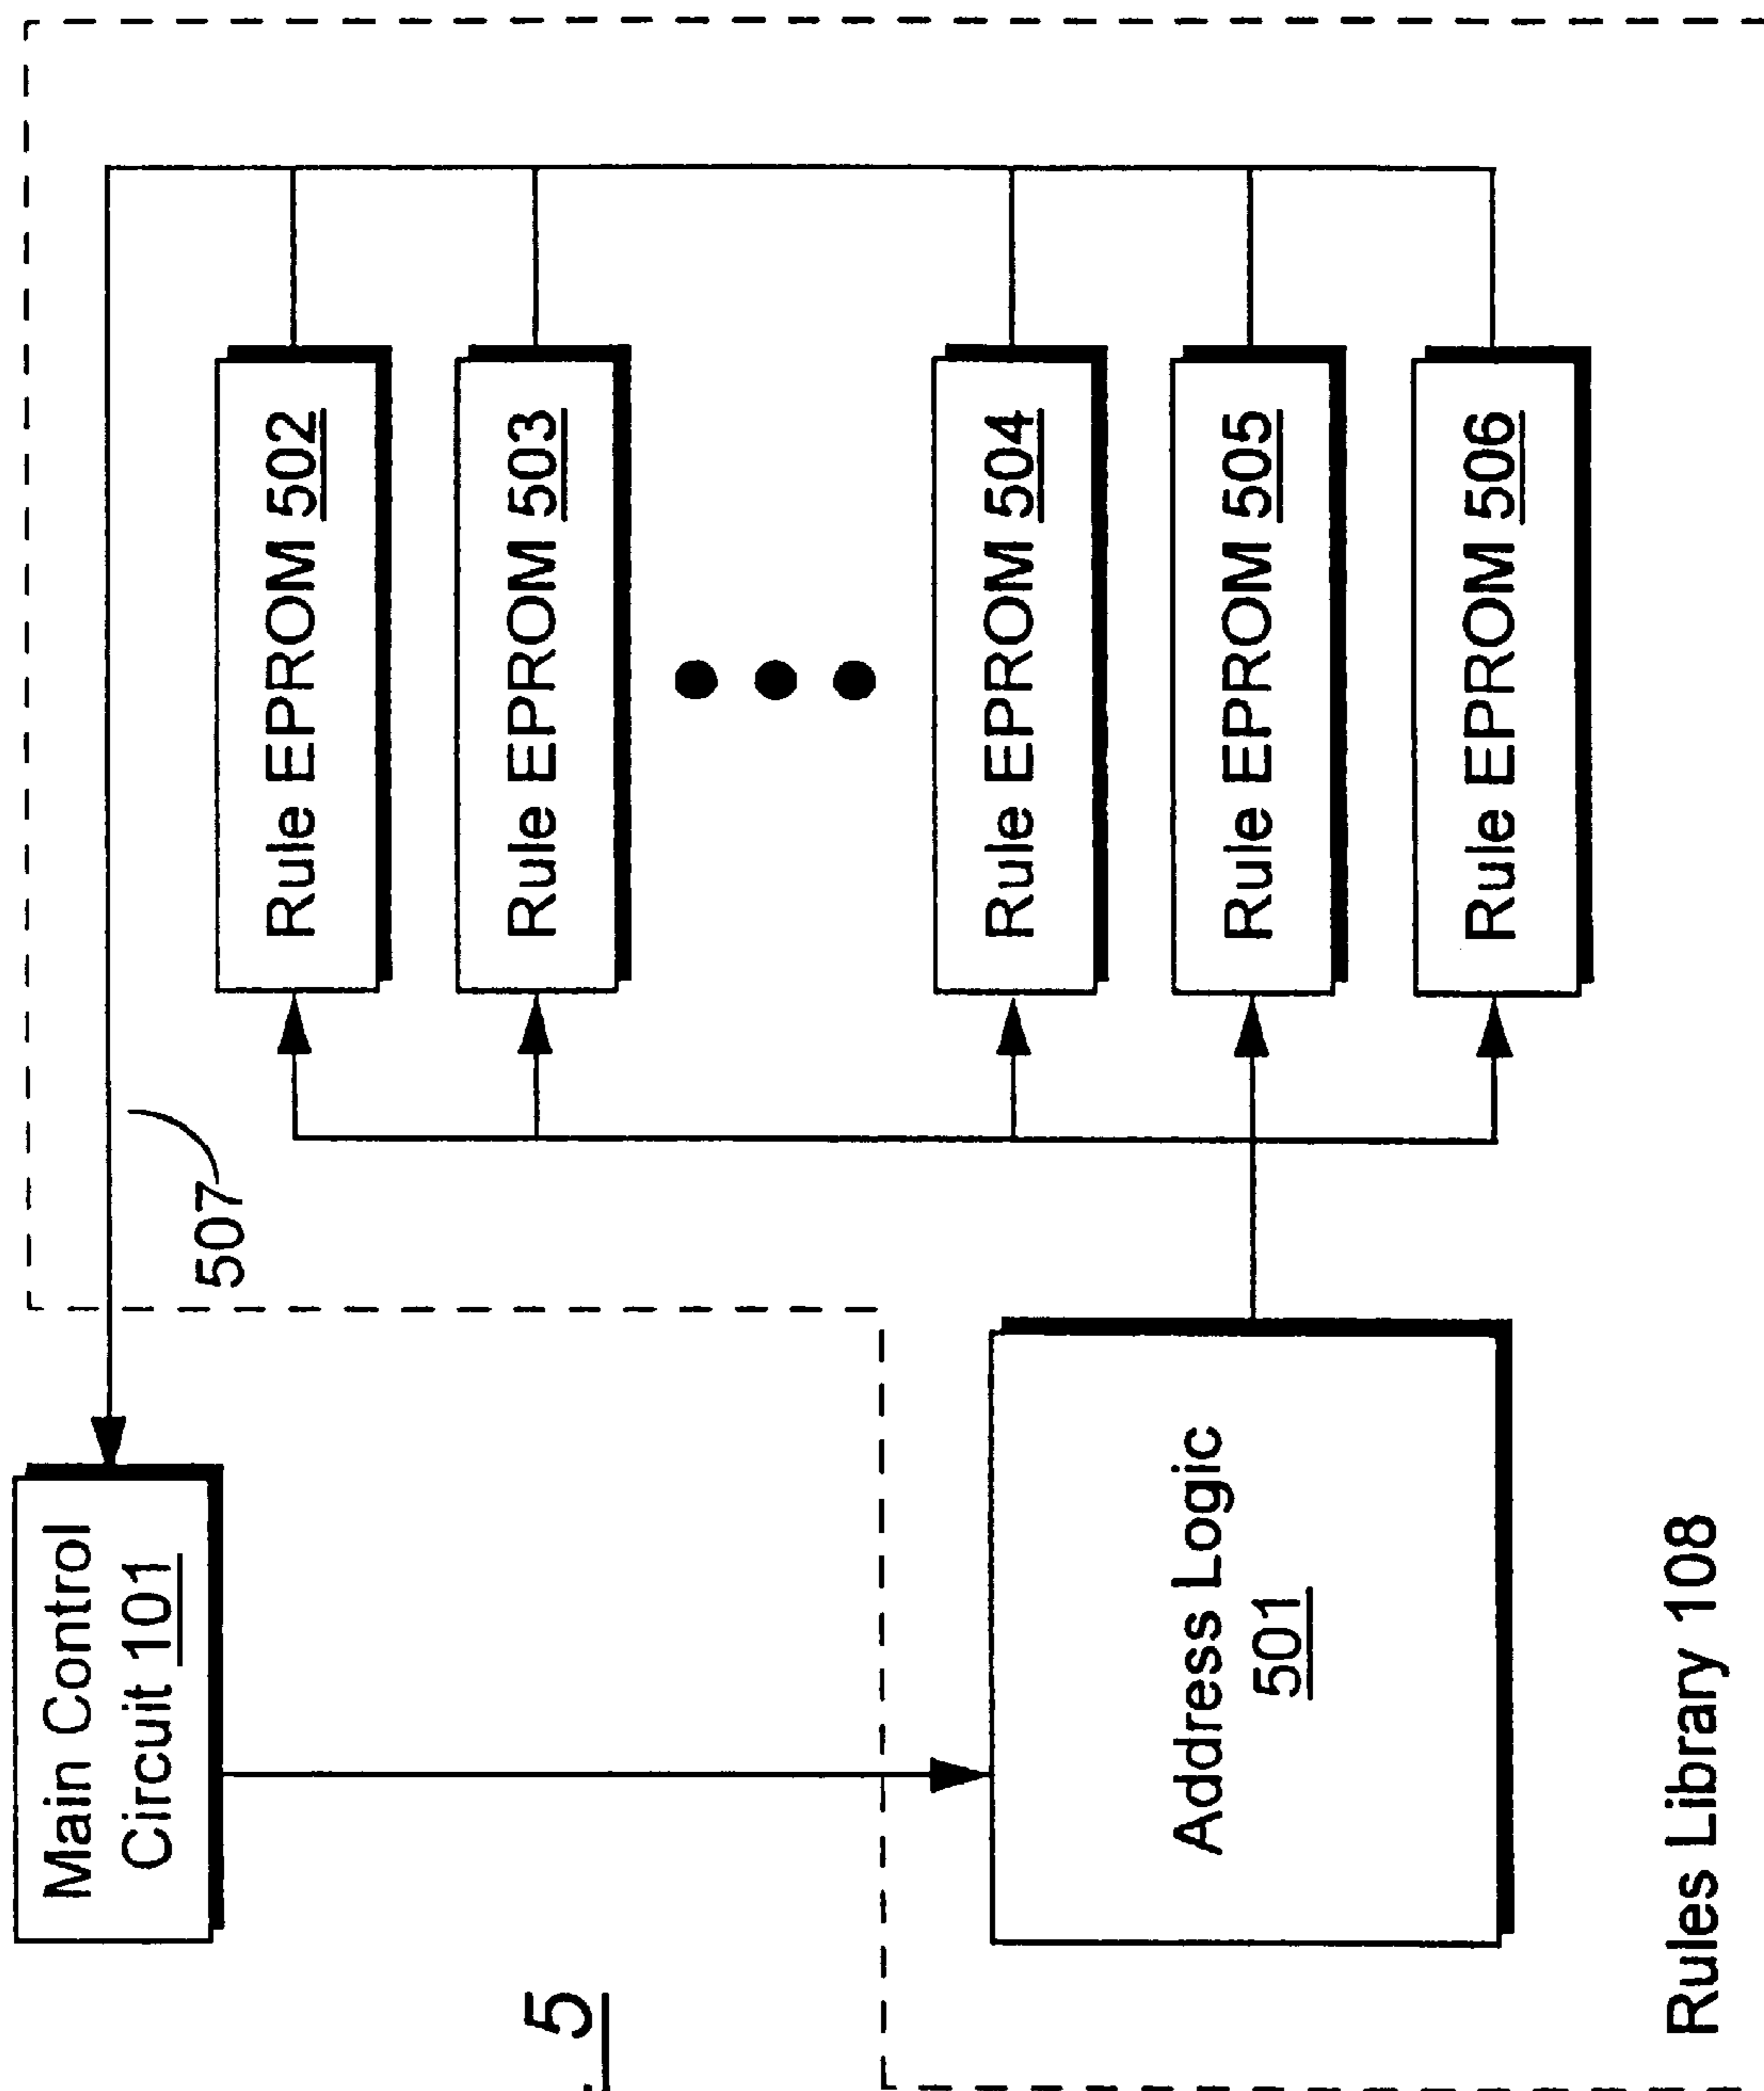 Main Control
Circuit 101
507
Rule EPROM 502
Rule EPROM 503
Rule EPROM 504
Rule EPROM 505
Rule EPROM 506
Address Logic
501
5
Rules Library 108